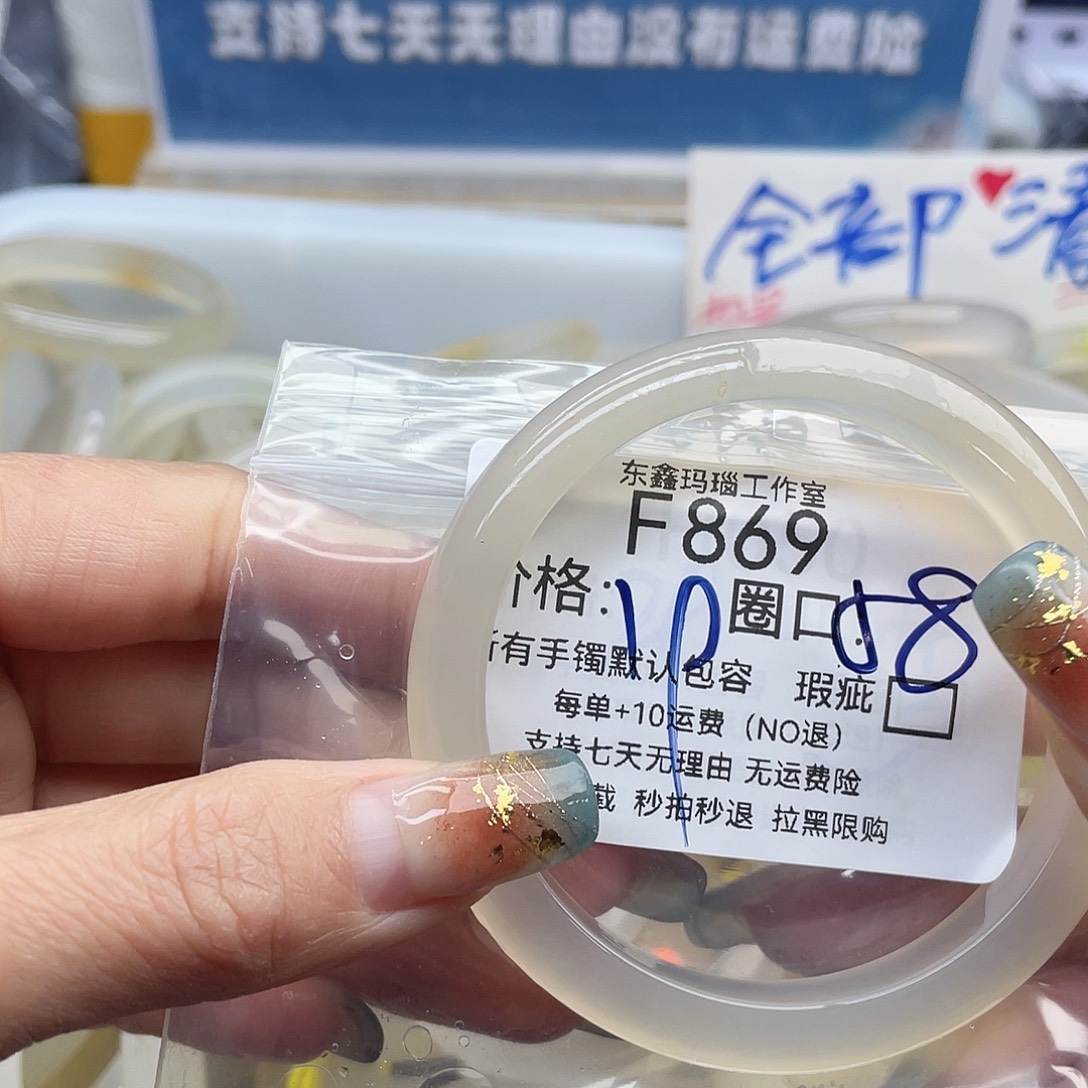 支持七天无理由没有运费险
全部
东鑫玛瑙工作室
F869
价格: 圈口: 58
所有手镯默认包容 瑕疵
每单+10运费（NO退）
支持七天无理由 无运费险
截 秒拍秒退 拉黑限购